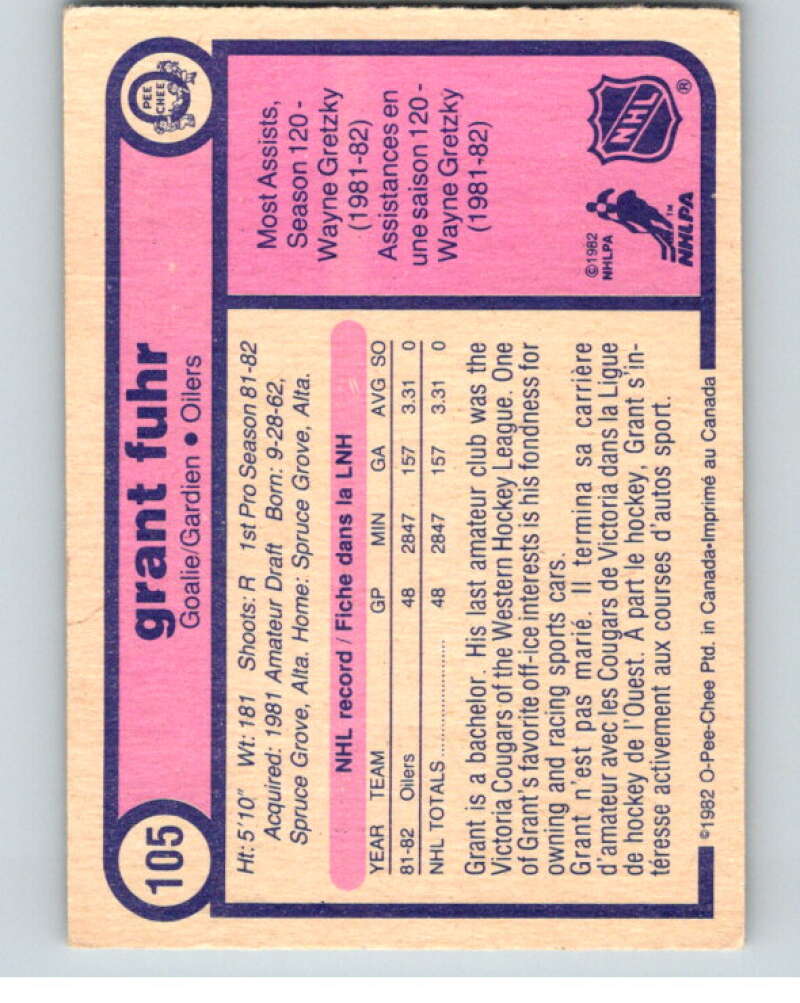 105
grant fuhr
Goalie/Gardien • Oilers
O
PEE
CHEE
Ht: 5'10" Wt: 181 Shoots: R 1st Pro Season 81-82
Acquired: 1981 Amateur Draft Born: 9-28-62,
Spruce Grove, Alta. Home: Spruce Grove, Alta.
NHL record / Fiche dans la LNH
YEAR TEAM GP MIN GA AVG SO
81-82 Oilers 48 2847 157 3.31 0
NHL TOTALS .................. 48 2847 157 3.31 0
Grant is a bachelor. His last amateur club was the
Victoria Cougars of the Western Hockey League. One
of Grant's favorite off-ice interests is his fondness for
owning and racing sports cars.
Grant n'est pas marié. Il termina sa carrière
d'amateur avec les Cougars de Victoria dans la Ligue
de hockey de l'Ouest. À part le hockey, Grant s'in-
téresse activement aux courses d'autos sport.
Most Assists,
Season 120 -
Wayne Gretzky
(1981-82)
Assistances en
une saison 120 -
Wayne Gretzky
(1981-82)
©1982
NHLPA
TM
NHLPA
NHL
®
©1982 O-Pee-Chee Ptd. in Canada•Imprimé au Canada